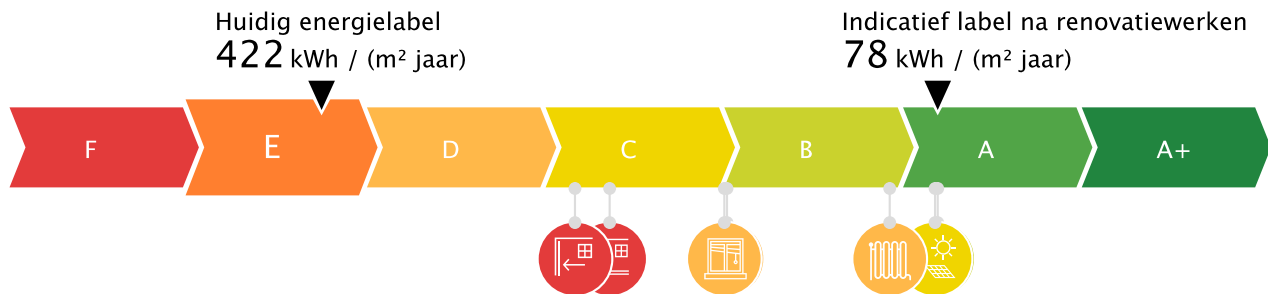 Huidig energielabel
422 kWh / (m² jaar)
Indicatief label na renovatiewerken
78 kWh / (m² jaar)
F E D C B A A+